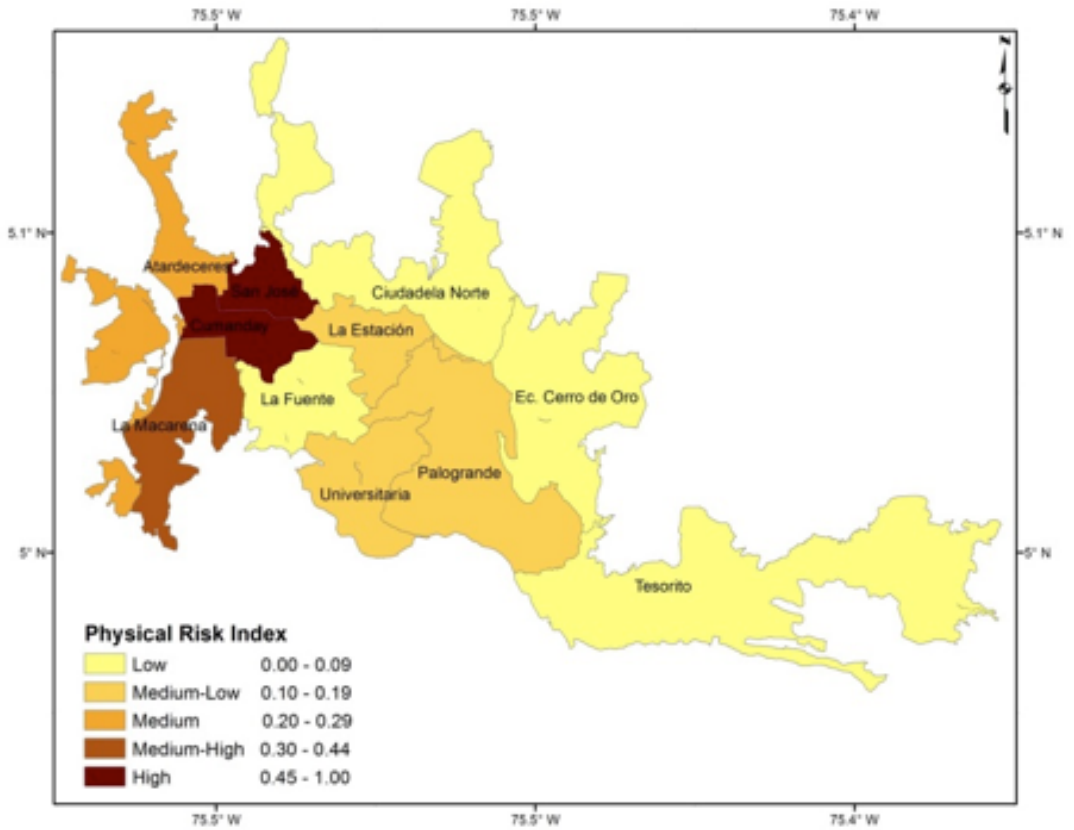 75.5° W 75.5° W 75.4° W
N
5.1° N 5.1° N
Atardeceres
San José
Ciudadela Norte
Cumanday
La Estación
La Fuente
Ec. Cerro de Oro
La Macarena
Palogrande
Universitaria
5° N 5° N
Tesorito
Physical Risk Index
Low 0.00 - 0.09
Medium-Low 0.10 - 0.19
Medium 0.20 - 0.29
Medium-High 0.30 - 0.44
High 0.45 - 1.00
75.5° W 75.5° W 75.4° W